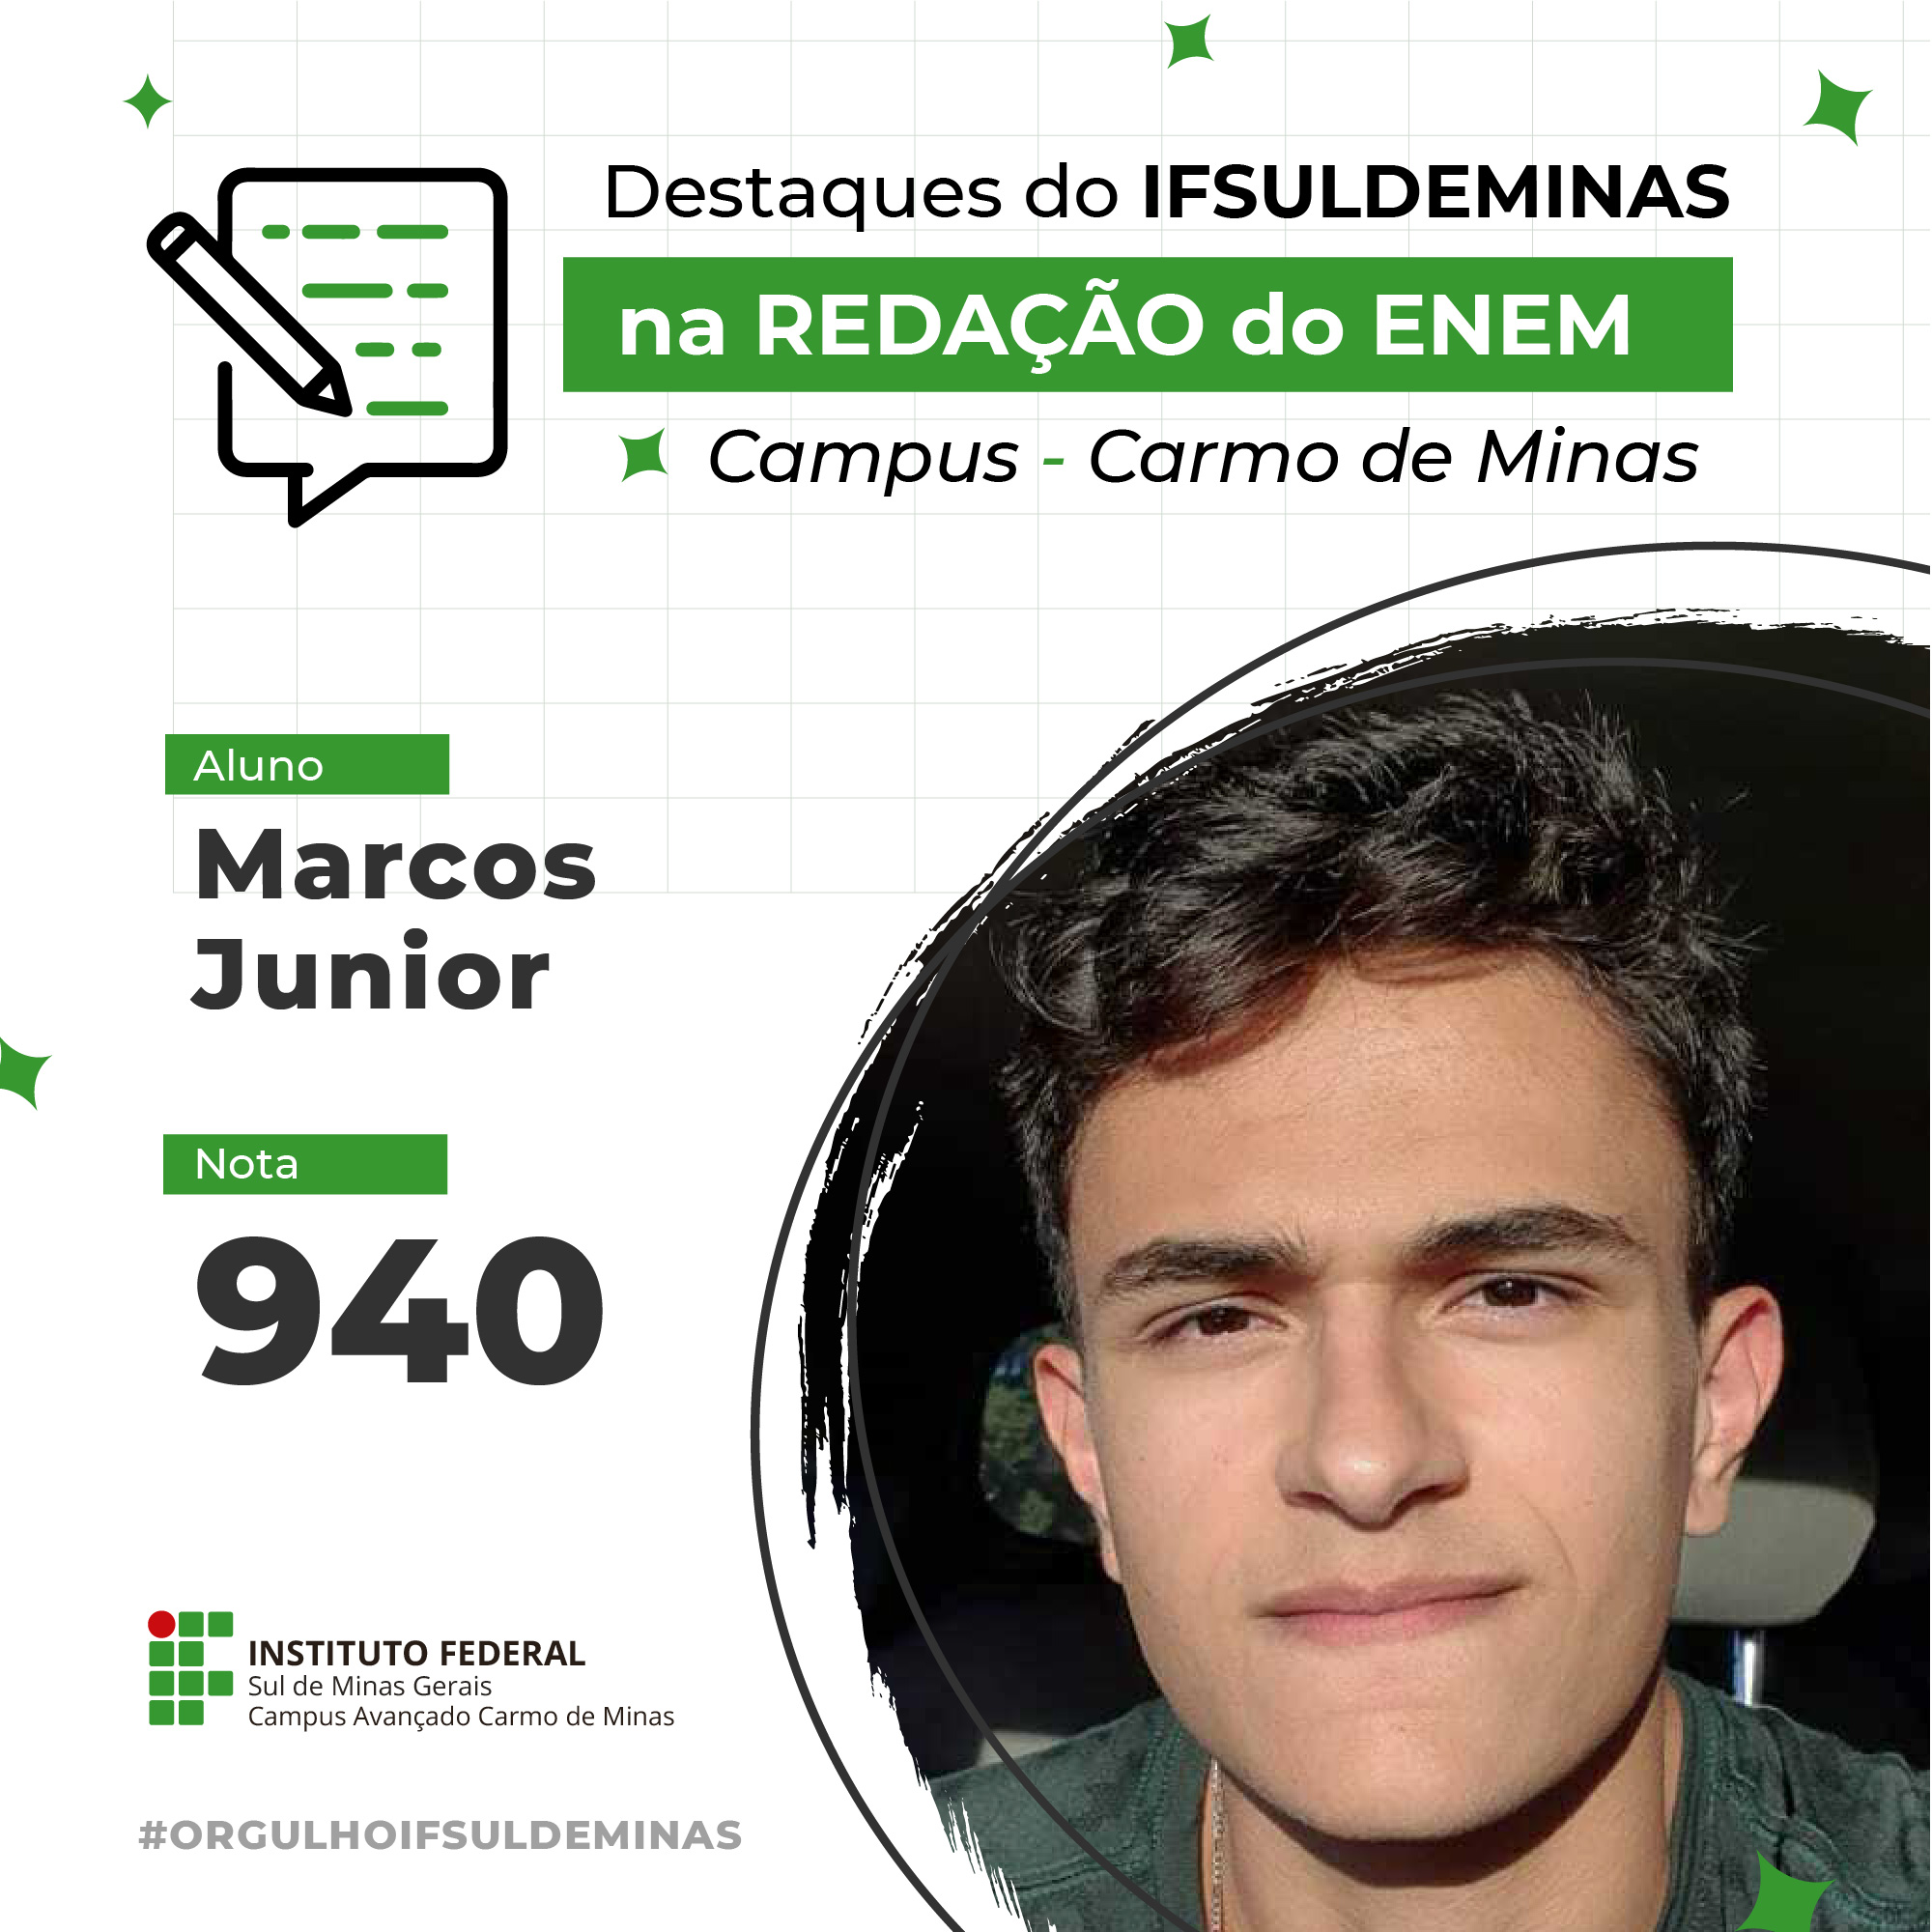 Destaques do IFSULDEMINAS
na REDAÇÃO do ENEM
Campus - Carmo de Minas
Aluno
Marcos
Junior
Nota
940
INSTITUTO FEDERAL
Sul de Minas Gerais
Campus Avançado Carmo de Minas
#ORGULHOIFSULDEMINAS